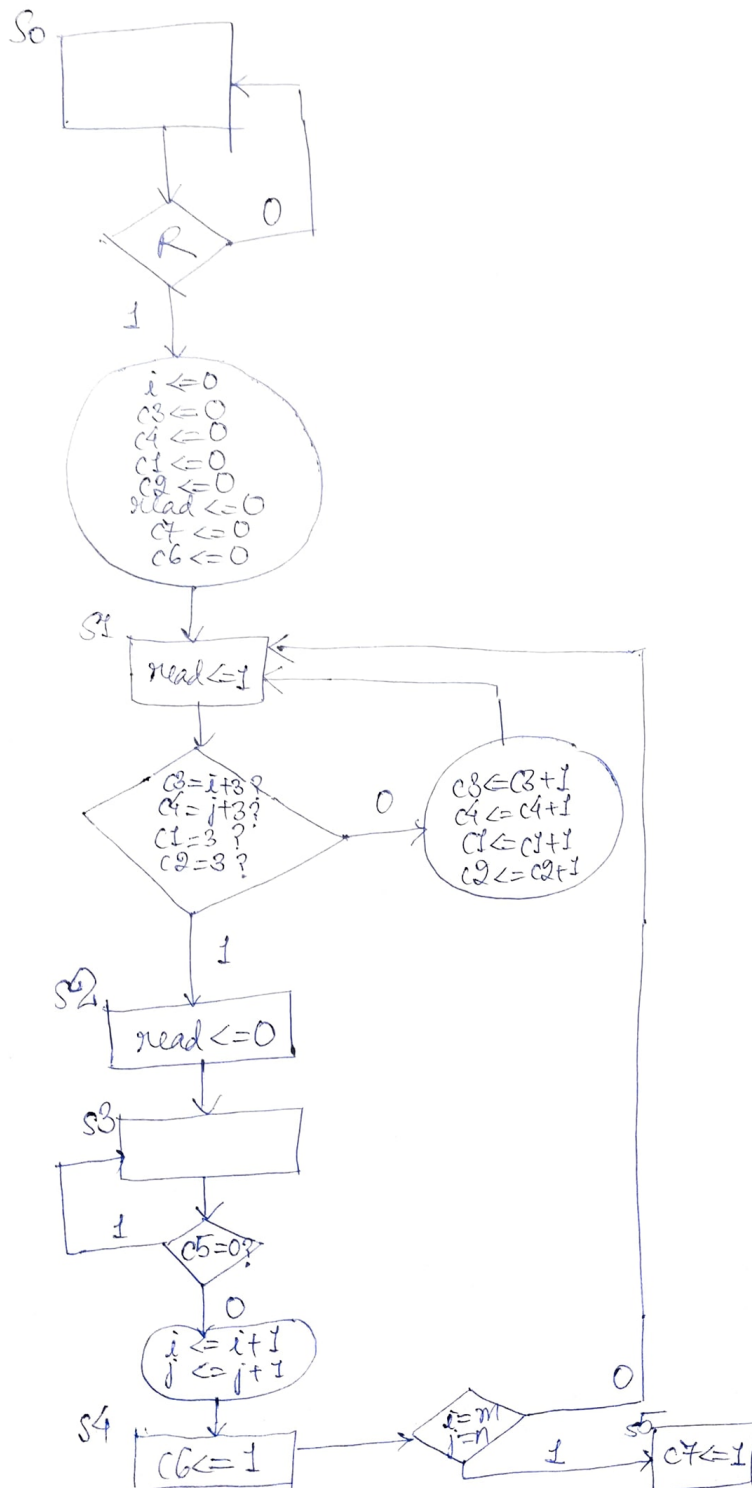 S0
R
0
1
i <= 0
c3 <= 0
c4 <= 0
c1 <= 0
c2 <= 0
read <= 0
c7 <= 0
c6 <= 0
S1
read <= 1
c3 = i+3 ?
c4 = j+3 ?
c1 = 3 ?
c2 = 3 ?
0
c3 <= c3+1
c4 <= c4+1
c1 <= c1+1
c2 <= c2+1
1
S2
read <= 0
S3
1
c5=0?
0
i <= i+1
j <= j+1
S4
c6 <= 1
i=m
j=n
0
1
S5
c7 <= 1